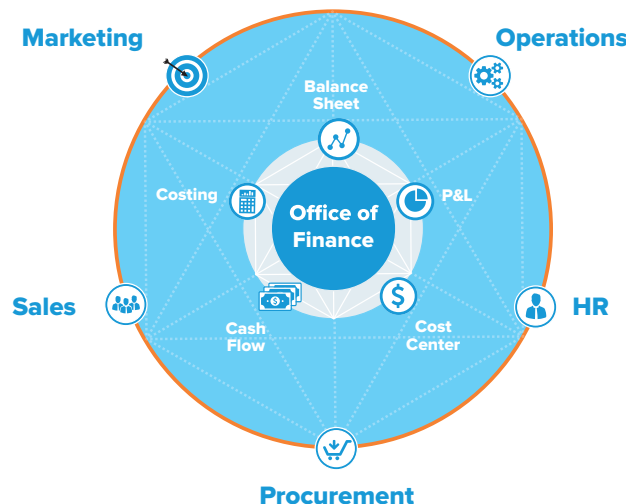 Marketing
Operations
Balance
Sheet
Costing
P&L
Office of
Finance
Sales
HR
Cash
Flow
Cost
Center
Procurement